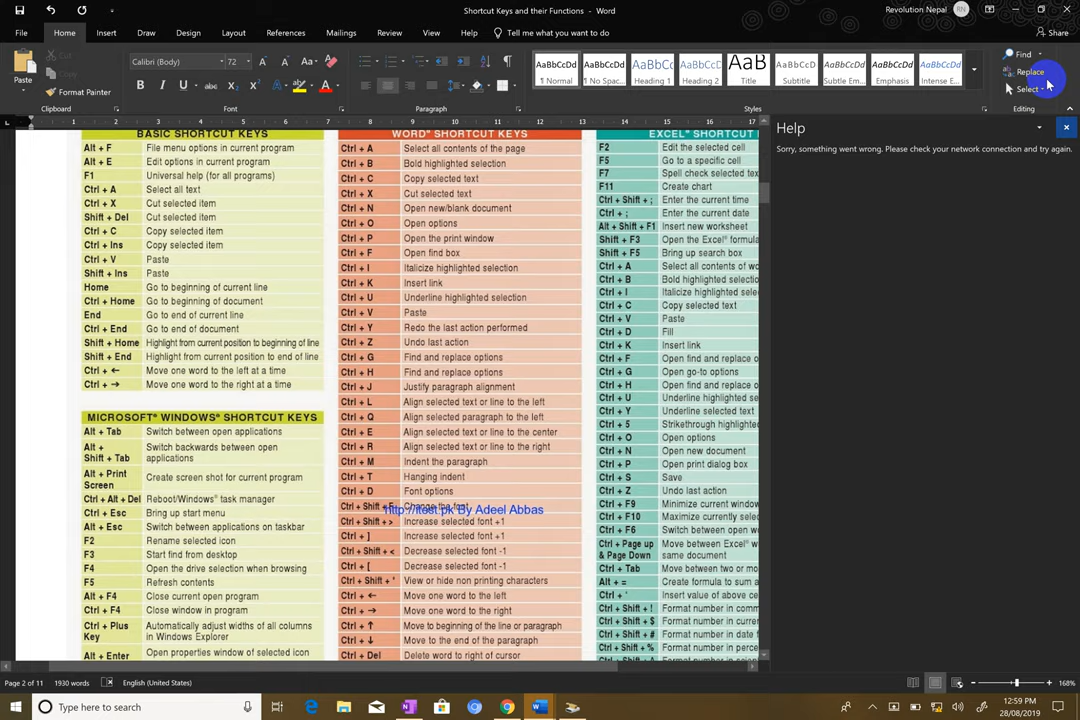 Shortcut Keys and their Functions - Word
Revolution Nepal
RN
File
Home
Insert
Draw
Design
Layout
References
Mailings
Review
View
Help
Tell me what you want to do
Share
Paste
Cut
Copy
Format Painter
Clipboard
Calibri (Body)
72
Font
Paragraph
AaBbCcDd
¶ Normal
AaBbCcDd
¶ No Spac...
AaBbCc
Heading 1
AaBbCc
Heading 2
AaB
Title
AaBbCcD
Subtitle
AaBbCcDd
Subtle Em...
AaBbCcDd
Emphasis
AaBbCcDd
Intense E...
Styles
Find
Replace
Select
Editing
Help
Sorry, something went wrong. Please check your network connection and try again.
BASIC SHORTCUT KEYS
Alt + F File menu options in current program
Alt + E Edit options in current program
F1 Universal help (for all programs)
Ctrl + A Select all text
Ctrl + X Cut selected item
Shift + Del Cut selected item
Ctrl + C Copy selected item
Ctrl + Ins Copy selected item
Ctrl + V Paste
Shift + Ins Paste
Home Go to beginning of current line
Ctrl + Home Go to beginning of document
End Go to end of current line
Ctrl + End Go to end of document
Shift + Home Highlight from current position to beginning of line
Shift + End Highlight from current position to end of line
Ctrl + ← Move one word to the left at a time
Ctrl + → Move one word to the right at a time
MICROSOFT® WINDOWS® SHORTCUT KEYS
Alt + Tab Switch between open applications
Alt + Shift + Tab Switch backwards between open applications
Alt + Print Screen Create screen shot for current program
Ctrl + Alt + Del Reboot/Windows® task manager
Ctrl + Esc Bring up start menu
Alt + Esc Switch between applications on taskbar
F2 Rename selected icon
F3 Start find from desktop
F4 Open the drive selection when browsing
F5 Refresh contents
Alt + F4 Close current open program
Ctrl + F4 Close window in program
Ctrl + Plus Key Automatically adjust widths of all columns in Windows Explorer
Alt + Enter Open properties window of selected icon
WORD® SHORTCUT KEYS
Ctrl + A Select all contents of the page
Ctrl + B Bold highlighted selection
Ctrl + C Copy selected text
Ctrl + X Cut selected text
Ctrl + N Open new/blank document
Ctrl + O Open options
Ctrl + P Open the print window
Ctrl + F Open find box
Ctrl + I Italicize highlighted selection
Ctrl + K Insert link
Ctrl + U Underline highlighted selection
Ctrl + V Paste
Ctrl + Y Redo the last action performed
Ctrl + Z Undo last action
Ctrl + G Find and replace options
Ctrl + H Find and replace options
Ctrl + J Justify paragraph alignment
Ctrl + L Align selected text or line to the left
Ctrl + Q Align selected paragraph to the left
Ctrl + E Align selected text or line to the center
Ctrl + R Align selected text or line to the right
Ctrl + M Indent the paragraph
Ctrl + T Hanging indent
Ctrl + D Font options
Ctrl + Shift + F Change the font
http://itest.pk By Adeel Abbas
Ctrl + Shift + > Increase selected font +1
Ctrl + ] Increase selected font +1
Ctrl + Shift + < Decrease selected font -1
Ctrl + [ Decrease selected font -1
Ctrl + Shift + * View or hide non printing characters
Ctrl + ← Move one word to the left
Ctrl + → Move one word to the right
Ctrl + ↑ Move to beginning of the line or paragraph
Ctrl + ↓ Move to the end of the paragraph
Ctrl + Del Delete word to right of cursor
EXCEL® SHORTCUT
F2 Edit the selected cell
F5 Go to a specific cell
F7 Spell check selected tex
F11 Create chart
Ctrl + Shift + ; Enter the current time
Ctrl + ; Enter the current date
Alt + Shift + F1 Insert new worksheet
Shift + F3 Open the Excel® formula
Shift + F5 Bring up search box
Ctrl + A Select all contents of wo
Ctrl + B Bold highlighted selection
Ctrl + I Italicize highlighted sele
Ctrl + C Copy selected text
Ctrl + V Paste
Ctrl + D Fill
Ctrl + K Insert link
Ctrl + F Open find and replace o
Ctrl + G Open go-to options
Ctrl + H Open find and replace o
Ctrl + U Underline highlighted sel
Ctrl + Y Underline selected text
Ctrl + 5 Strikethrough highlighted
Ctrl + O Open options
Ctrl + N Open new document
Ctrl + P Open print dialog box
Ctrl + S Save
Ctrl + Z Undo last action
Ctrl + F9 Minimize current window
Ctrl + F10 Maximize currently selec
Ctrl + F6 Switch between open wo
Ctrl + Page up & Page Down Move between Excel® w same document
Ctrl + Tab Move between two or mo
Alt + = Create formula to sum a
Ctrl + ' Insert value of above ce
Ctrl + Shift + ! Format number in comm
Ctrl + Shift + $ Format number in curren
Ctrl + Shift + # Format number in date f
Ctrl + Shift + % Format number in perce
Page 2 of 11
1930 words
English (United States)
168%
Type here to search
12:59 PM
28/08/2019